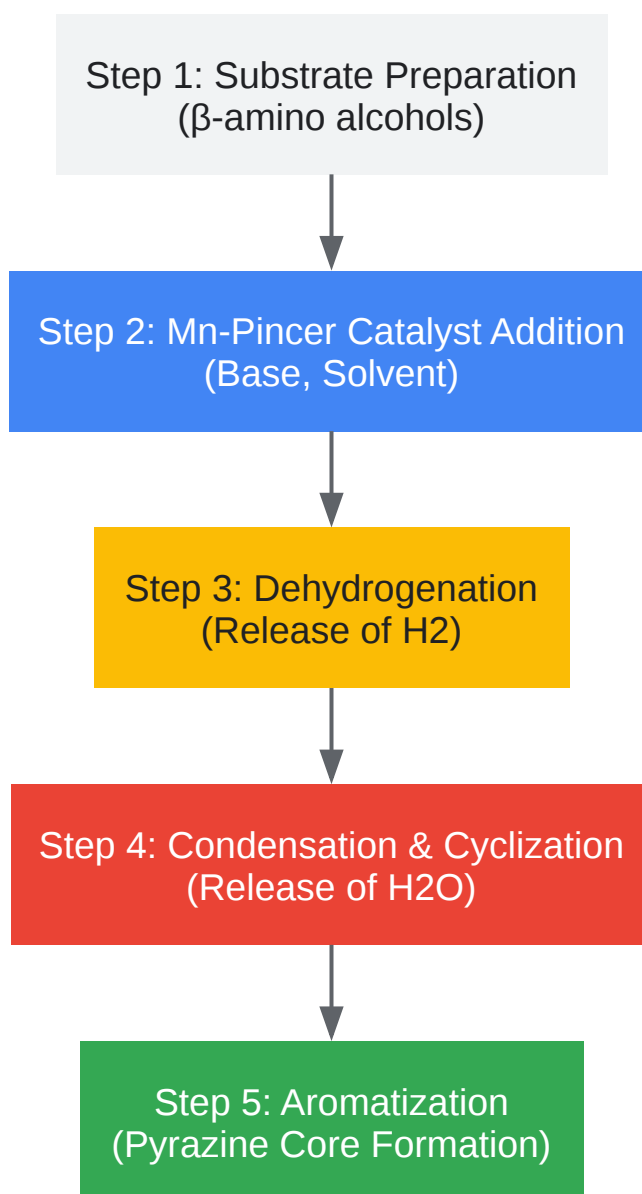 Step 1: Substrate Preparation
(β-amino alcohols)
Step 2: Mn-Pincer Catalyst Addition
(Base, Solvent)
Step 3: Dehydrogenation
(Release of H2)
Step 4: Condensation & Cyclization
(Release of H2O)
Step 5: Aromatization
(Pyrazine Core Formation)